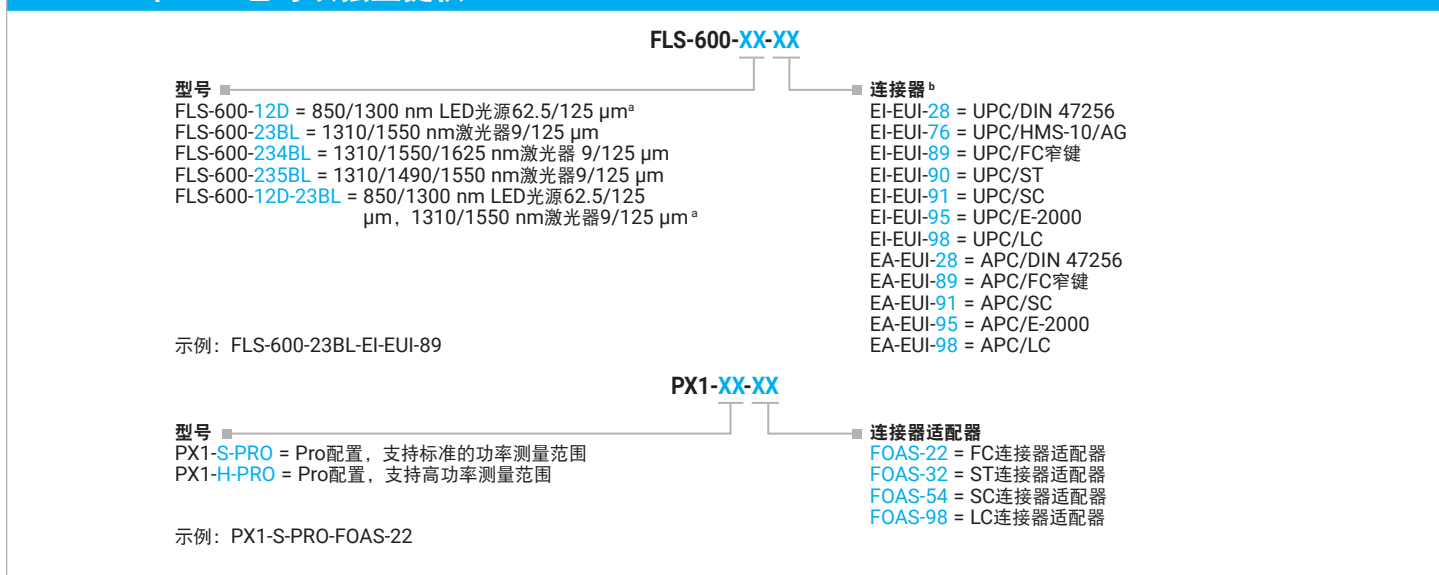 FLS-600-XX-XX
型号
FLS-600-12D = 850/1300 nm LED光源62.5/125 µmᵃ
FLS-600-23BL = 1310/1550 nm激光器9/125 µm
FLS-600-234BL = 1310/1550/1625 nm激光器 9/125 µm
FLS-600-235BL = 1310/1490/1550 nm激光器9/125 µm
FLS-600-12D-23BL = 850/1300 nm LED光源62.5/125
µm，1310/1550 nm激光器9/125 µmᵃ
示例：FLS-600-23BL-EI-EUI-89
连接器ᵇ
EI-EUI-28 = UPC/DIN 47256
EI-EUI-76 = UPC/HMS-10/AG
EI-EUI-89 = UPC/FC窄键
EI-EUI-90 = UPC/ST
EI-EUI-91 = UPC/SC
EI-EUI-95 = UPC/E-2000
EI-EUI-98 = UPC/LC
EA-EUI-28 = APC/DIN 47256
EA-EUI-89 = APC/FC窄键
EA-EUI-91 = APC/SC
EA-EUI-95 = APC/E-2000
EA-EUI-98 = APC/LC
PX1-XX-XX
型号
PX1-S-PRO = Pro配置，支持标准的功率测量范围
PX1-H-PRO = Pro配置，支持高功率测量范围
示例：PX1-S-PRO-FOAS-22
连接器适配器
FOAS-22 = FC连接器适配器
FOAS-32 = ST连接器适配器
FOAS-54 = SC连接器适配器
FOAS-98 = LC连接器适配器